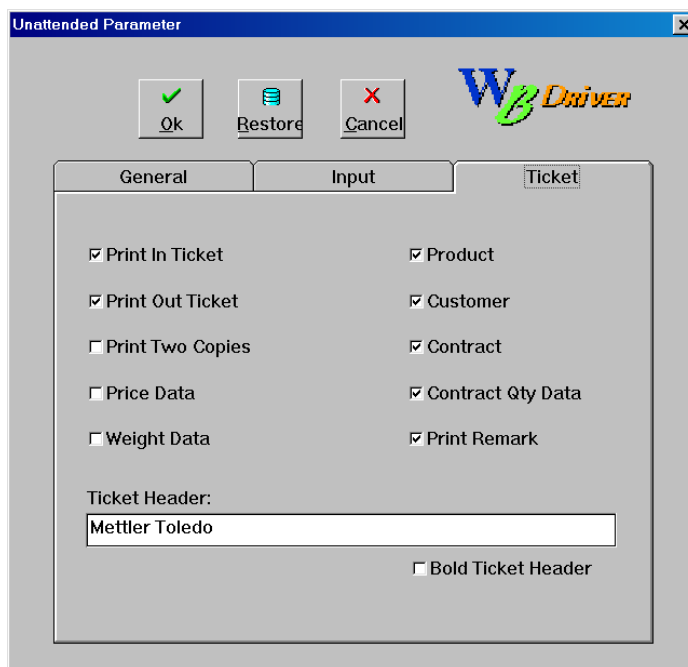 Unattended Parameter
Ok
Restore
Cancel
WB DRIVER
General
Input
Ticket
Print In Ticket
Product
Print Out Ticket
Customer
Print Two Copies
Contract
Price Data
Contract Qty Data
Weight Data
Print Remark
Ticket Header:
Mettler Toledo
Bold Ticket Header